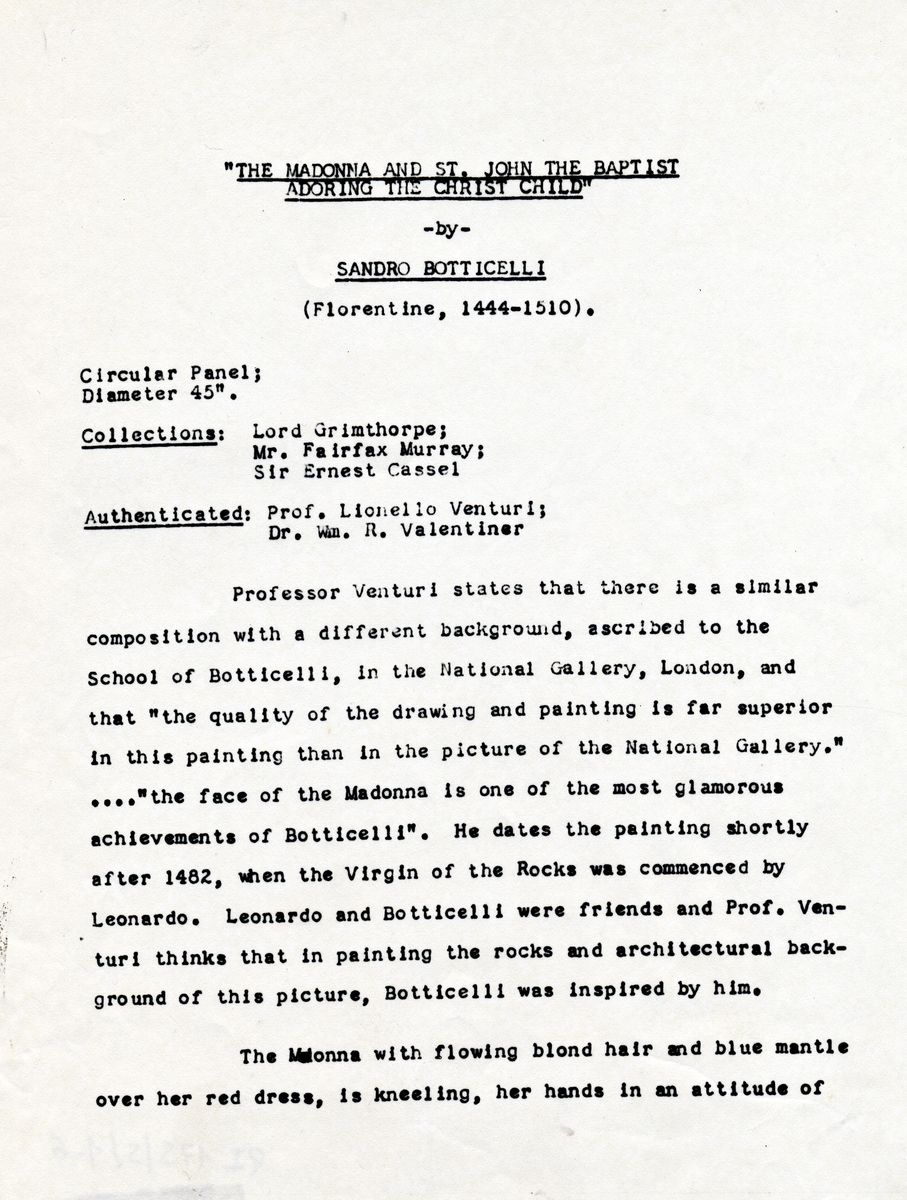 "THE MADONNA AND ST. JOHN THE BAPTIST
ADORING THE CHRIST CHILD"
-by-
SANDRO BOTTICELLI
(Florentine, 1444-1510).
Circular Panel;
Diameter 45".
Collections: Lord Grimthorpe;
Mr. Fairfax Murray;
Sir Ernest Cassel
Authenticated: Prof. Lionello Venturi;
Dr. Wm. R. Valentiner
Professor Venturi states that there is a similar
composition with a different background, ascribed to the
School of Botticelli, in the National Gallery, London, and
that "the quality of the drawing and painting is far superior
in this painting than in the picture of the National Gallery."
...."the face of the Madonna is one of the most glamorous
achievements of Botticelli". He dates the painting shortly
after 1482, when the Virgin of the Rocks was commenced by
Leonardo. Leonardo and Botticelli were friends and Prof. Ven-
turi thinks that in painting the rocks and architectural back-
ground of this picture, Botticelli was inspired by him.
The Madonna with flowing blond hair and blue mantle
over her red dress, is kneeling, her hands in an attitude of